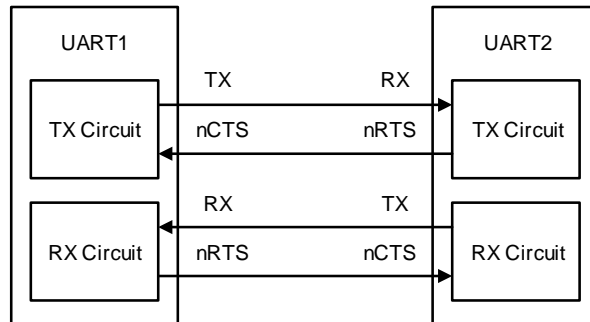 UART1 UART2
TX RX
TX Circuit TX Circuit
nCTS nRTS
RX TX
RX Circuit RX Circuit
nRTS nCTS